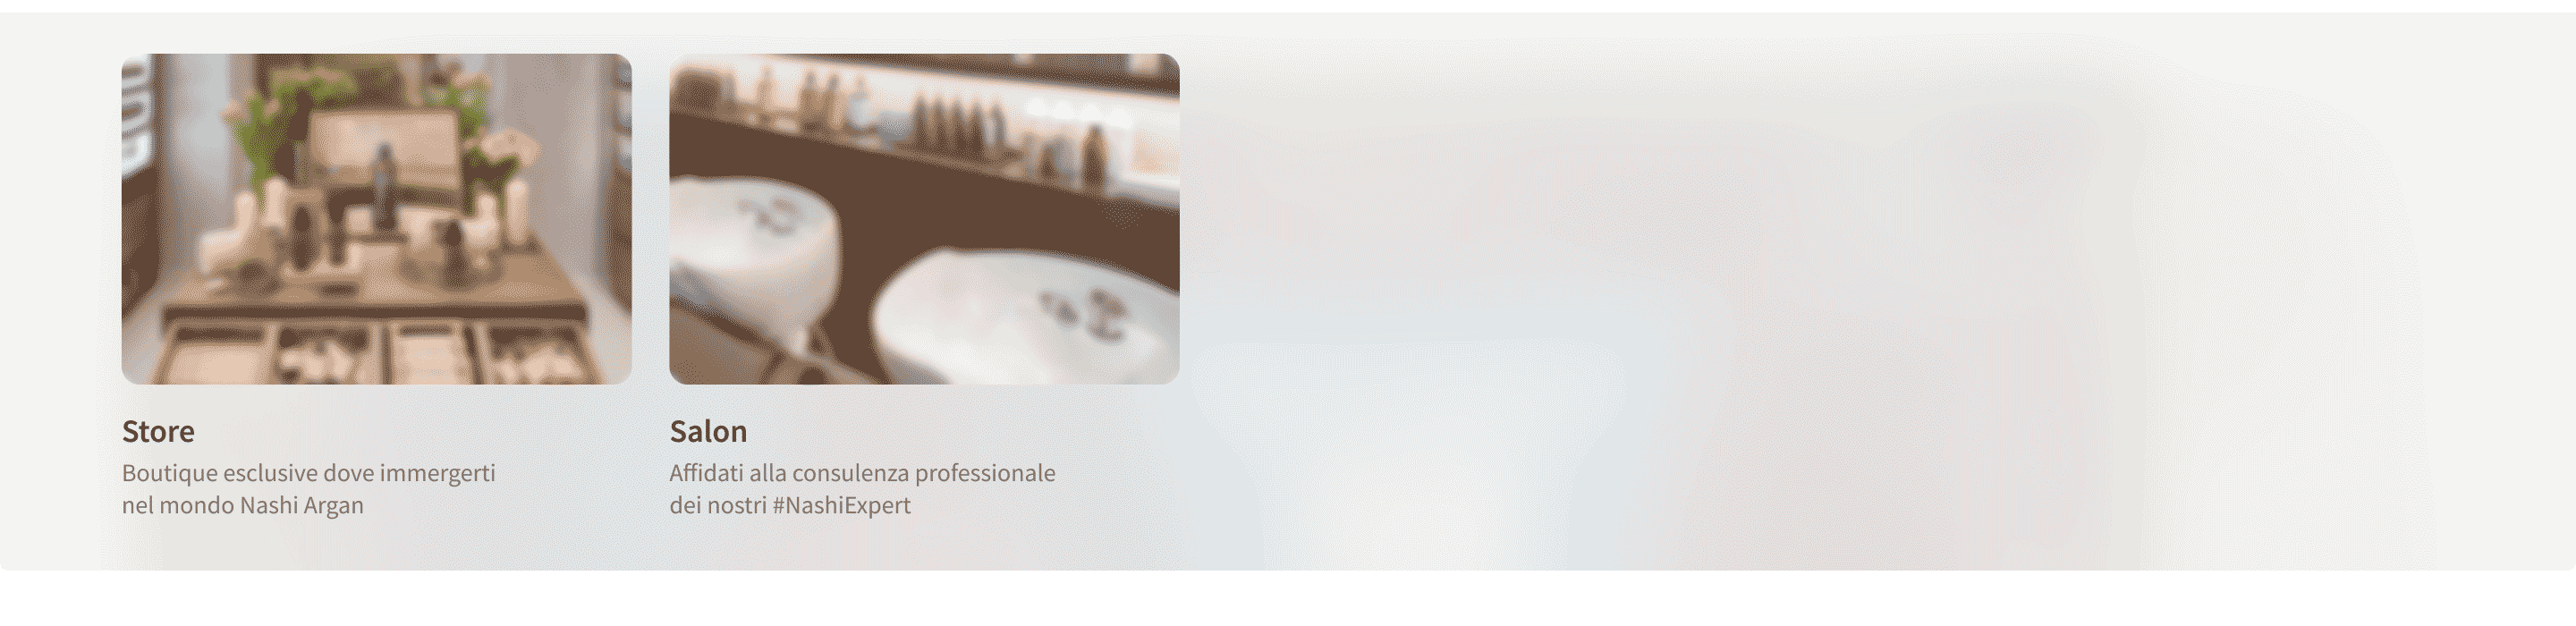 Store
Boutique esclusive dove immergerti
nel mondo Nashi Argan
Salon
Affidati alla consulenza professionale
dei nostri #NashiExpert